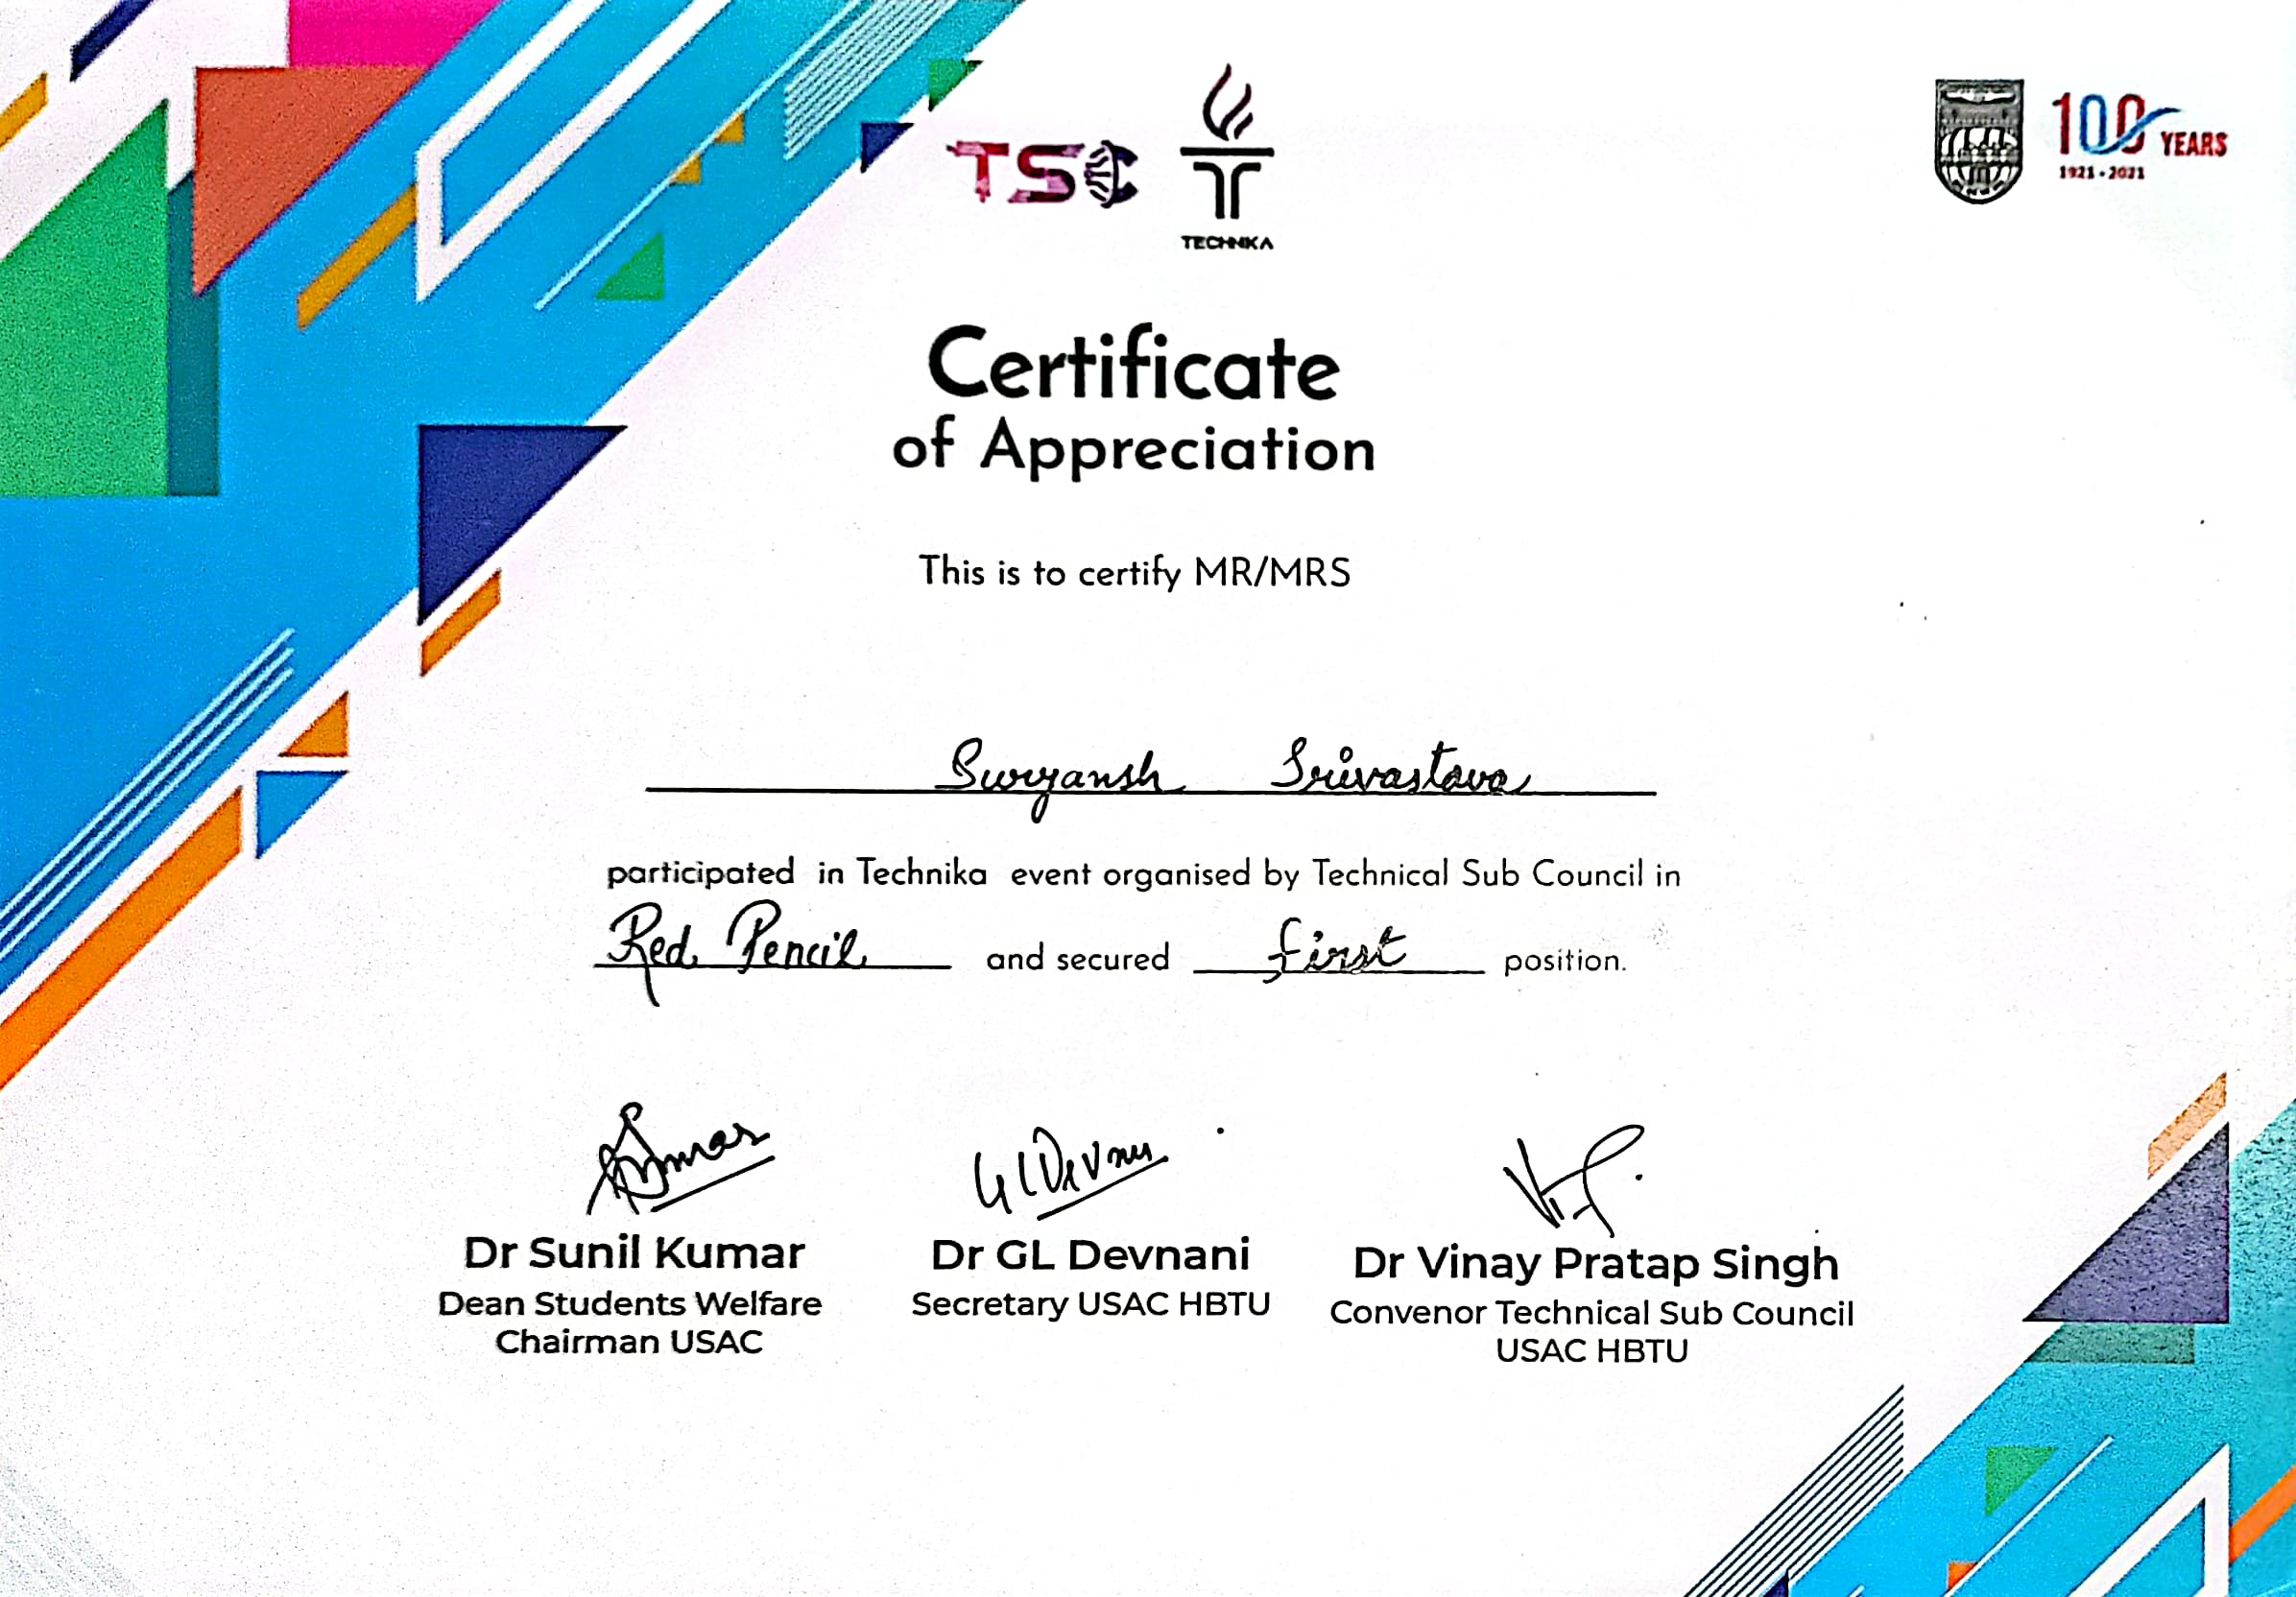 TSC
TECHNIKA
100 YEARS
1921-2021
Certificate
of Appreciation
This is to certify MR/MRS
Suryansh Srivastava
participated in Technika event organised by Technical Sub Council in
Red Pencil and secured first position.
GL Devnani
Dr Sunil Kumar
Dean Students Welfare
Chairman USAC
Dr GL Devnani
Secretary USAC HBTU
Dr Vinay Pratap Singh
Convenor Technical Sub Council
USAC HBTU